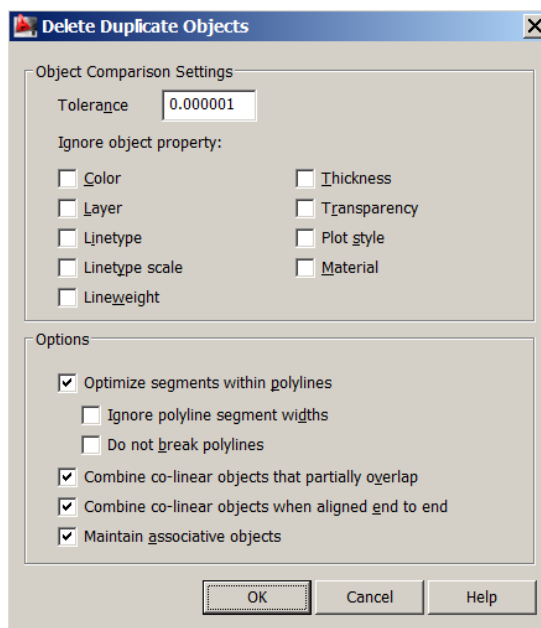 Delete Duplicate Objects
Object Comparison Settings
Tolerance 0.000001
Ignore object property:
Color Thickness
Layer Transparency
Linetype Plot style
Linetype scale Material
Lineweight
Options
Optimize segments within polylines
Ignore polyline segment widths
Do not break polylines
Combine co-linear objects that partially overlap
Combine co-linear objects when aligned end to end
Maintain associative objects
OK Cancel Help